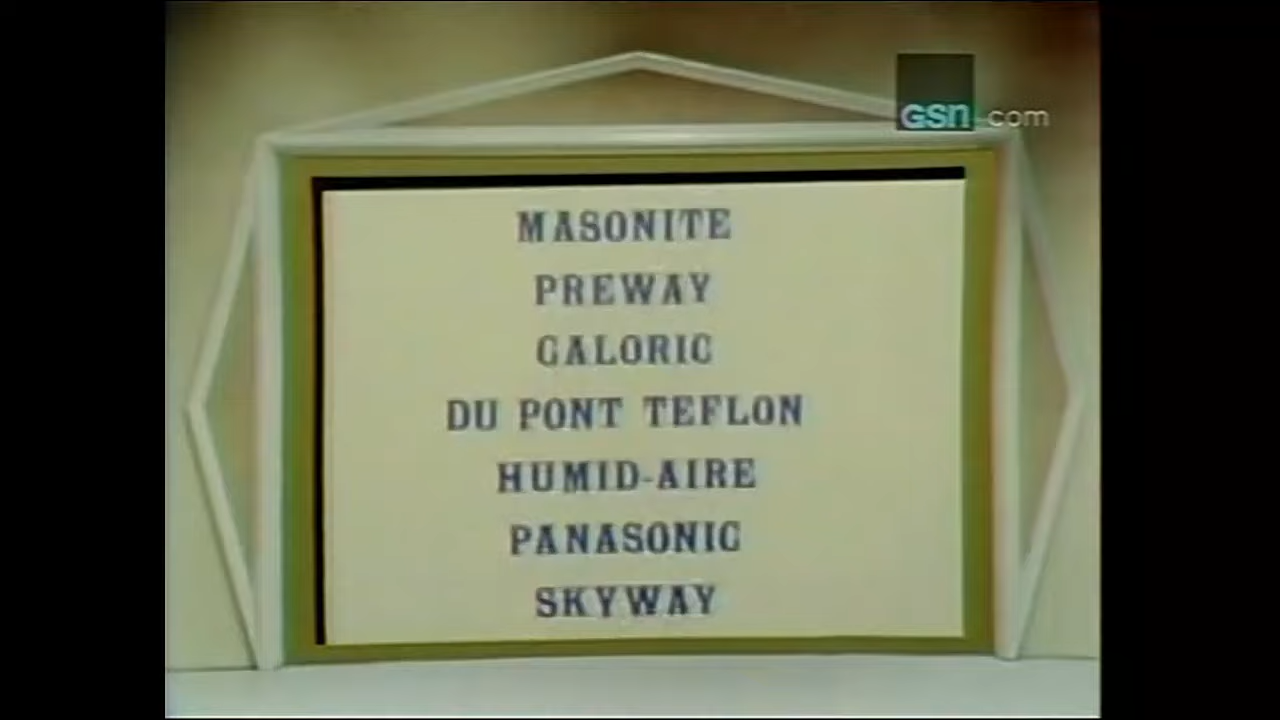 GSN.com
MASONITE
PREWAY
CALORIC
DU PONT TEFLON
HUMID-AIRE
PANASONIC
SKYWAY